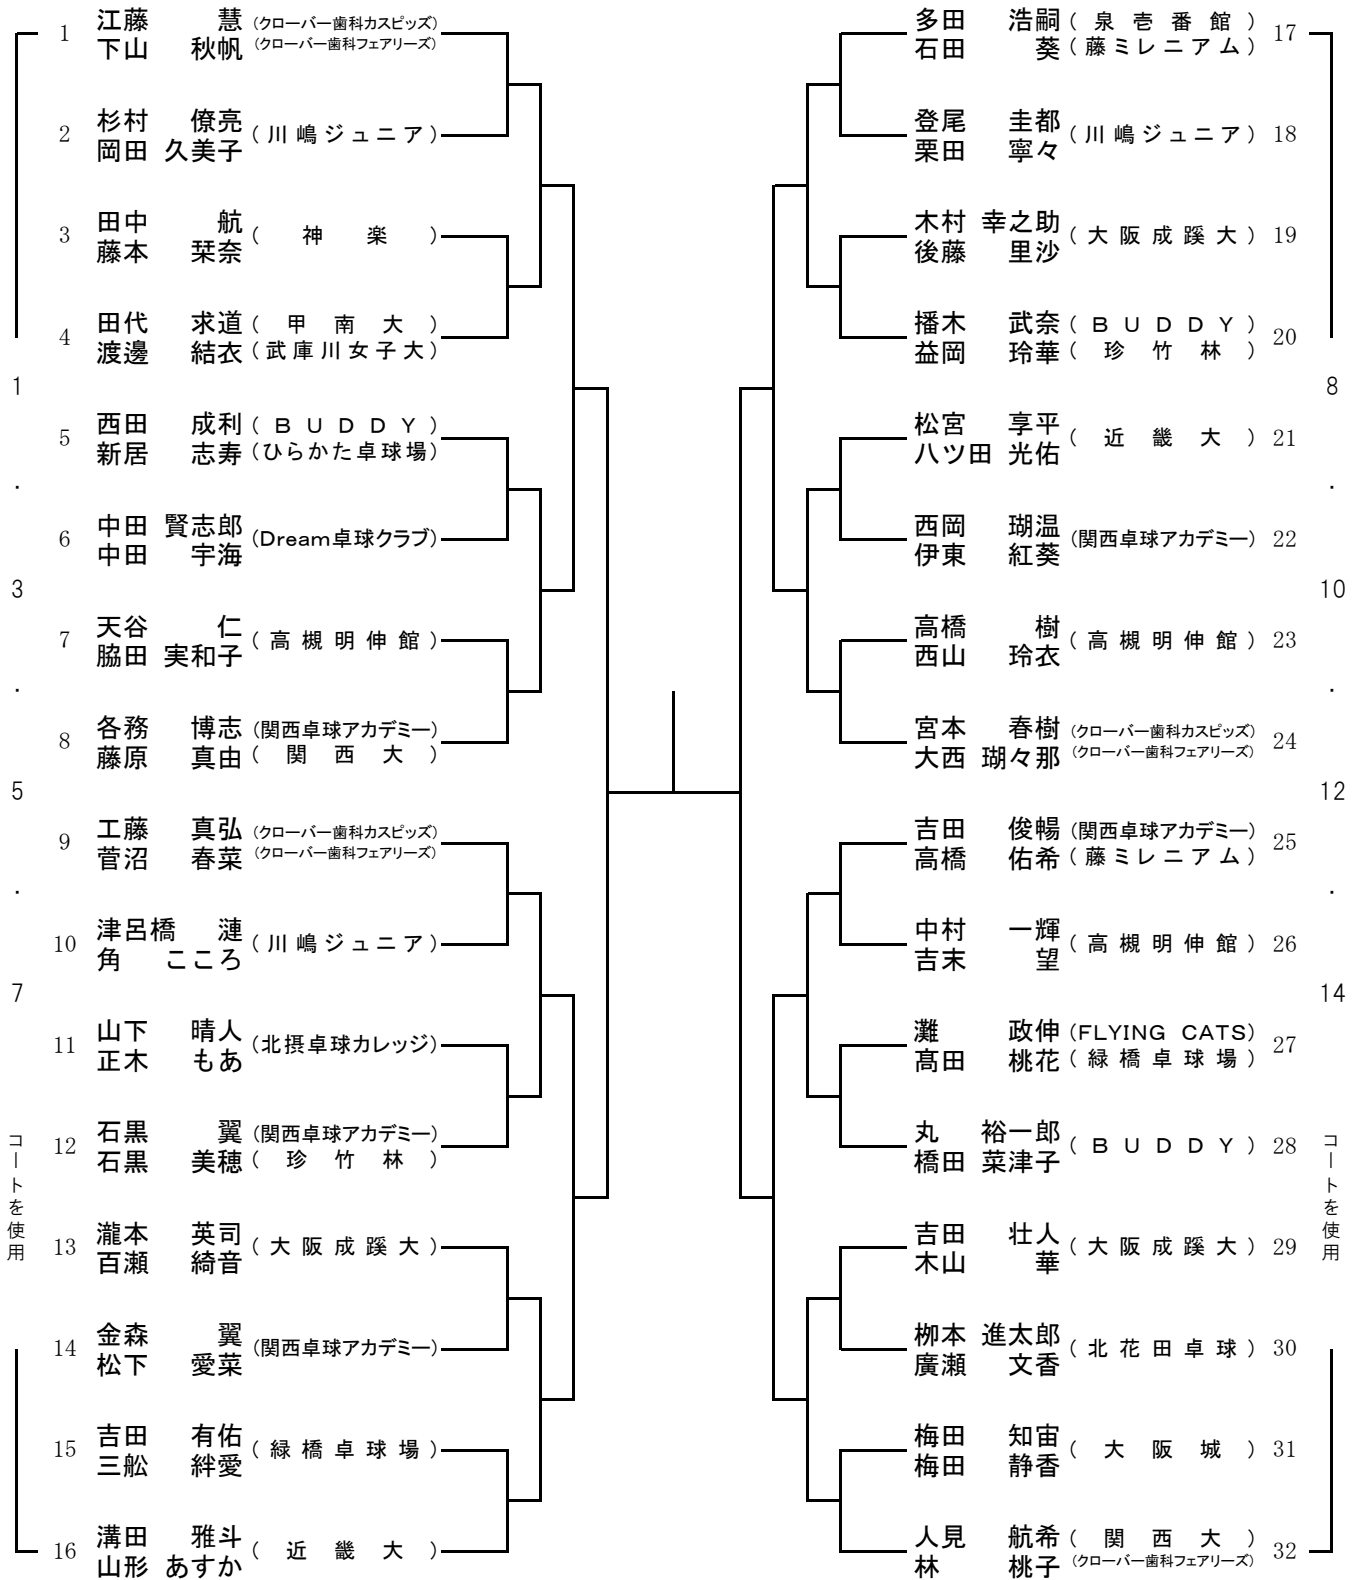 1 江藤 慧 (クローバー歯科カスピッズ)
下山 秋帆 (クローバー歯科フェアリーズ)
2 杉村 僚亮 (川嶋ジュニア)
岡田 久美子
3 田中 航 (神楽)
藤本 栞奈
4 田代 求道 (甲南大)
渡邊 結衣 (武庫川女子大)
5 西田 成利 (BUDDY)
新居 志寿 (ひらかた卓球場)
6 中田 賢志郎 (Dream卓球クラブ)
中田 宇海
7 天谷 仁 (高槻明伸館)
脇田 実和子
8 各務 博志 (関西卓球アカデミー)
藤原 真由 (関西大)
9 工藤 真弘 (クローバー歯科カスピッズ)
菅沼 春菜 (クローバー歯科フェアリーズ)
10 津呂橋 漣 (川嶋ジュニア)
角 こころ
11 山下 晴人 (北摂卓球カレッジ)
正木 もあ
12 石黒 翼 (関西卓球アカデミー)
石黒 美穂 (珍竹林)
13 瀧本 英司 (大阪成蹊大)
百瀬 綺音
14 金森 翼 (関西卓球アカデミー)
松下 愛菜
15 吉田 有佑 (緑橋卓球場)
三舩 絆愛
16 溝田 雅斗 (近畿大)
山形 あすか
1・3・5・7コートを使用
多田 浩嗣 (泉壱番館) 17
石田 葵 (藤ミレニアム)
登尾 圭都 (川嶋ジュニア) 18
栗田 寧々
木村 幸之助 (大阪成蹊大) 19
後藤 里沙
播木 武奈 (BUDDY) 20
益岡 玲華 (珍竹林)
松宮 享平 (近畿大) 21
八ツ田 光佑
西岡 瑚温 (関西卓球アカデミー) 22
伊東 紅葵
高橋 樹 (高槻明伸館) 23
西山 玲衣
宮本 春樹 (クローバー歯科カスピッズ) 24
大西 瑚々那 (クローバー歯科フェアリーズ)
吉田 俊暢 (関西卓球アカデミー) 25
高橋 佑希 (藤ミレニアム)
中村 一輝 (高槻明伸館) 26
吉末 望
灘 政伸 (FLYING CATS) 27
髙田 桃花 (緑橋卓球場)
丸 裕一郎 (BUDDY) 28
橋田 菜津子
吉田 壮人 (大阪成蹊大) 29
木山 華
栁本 進太郎 (北花田卓球) 30
廣瀬 文香
梅田 知宙 (大阪城) 31
梅田 静香
人見 航希 (関西大) 32
林 桃子 (クローバー歯科フェアリーズ)
8・10・12・14コートを使用